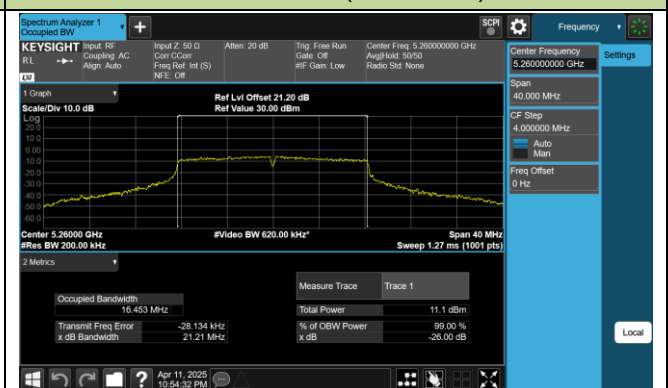 Spectrum Analyzer 1
Occupied BW
SCPI
Frequency
KEYSIGHT
RL
Input: RF
Coupling: AC
Align: Auto
Input Z: 50 Ω
Corr CCorr
Freq Ref: Int (S)
NFE: Off
Atten: 20 dB
Trig: Free Run
Gate: Off
#IF Gain: Low
Center Freq: 5.260000000 GHz
Avg|Hold: 50/50
Radio Std: None
Center Frequency
5.260000000 GHz
Settings
Span
40.000 MHz
CF Step
4.000000 MHz
Auto
Man
Freq Offset
0 Hz
Local
1 Graph
Scale/Div 10.0 dB
Ref Lvl Offset 21.20 dB
Ref Value 30.00 dBm
Log
20.0
10.0
0.00
-10.0
-20.0
-30.0
-40.0
-50.0
-60.0
Center 5.26000 GHz
#Video BW 620.00 kHz*
Span 40 MHz
#Res BW 200.00 kHz
Sweep 1.27 ms (1001 pts)
2 Metrics
Measure Trace Trace 1
Occupied Bandwidth
16.453 MHz
Total Power 11.1 dBm
Transmit Freq Error -28.134 kHz
% of OBW Power 99.00 %
x dB Bandwidth 21.21 MHz
x dB -26.00 dB
Apr 11, 2025
10:54:32 PM